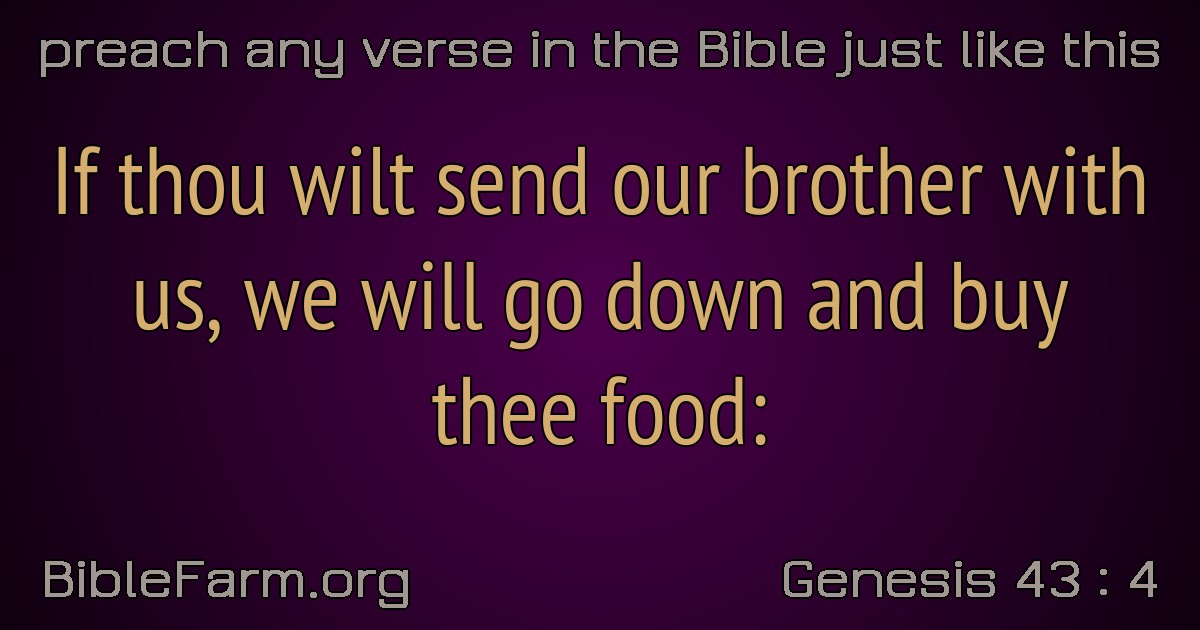 preach any verse in the Bible just like this
If thou wilt send our brother with
us, we will go down and buy
thee food:
BibleFarm.org
Genesis 43 : 4